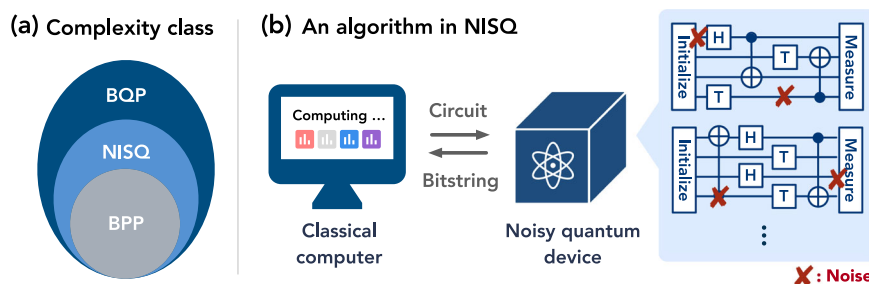 (a) Complexity class
BQP
NISQ
BPP
(b) An algorithm in NISQ
Computing ...
Classical
computer
Circuit
Bitstring
Noisy quantum
device
Initialize
H
T
T
Measure
Initialize
H
T
H
T
Measure
⋮
✘ : Noise